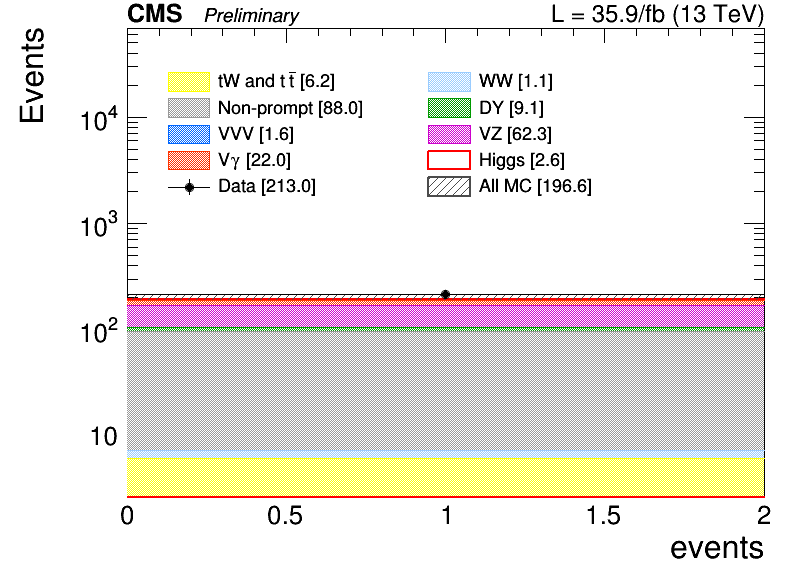 CMS Preliminary L = 35.9/fb (13 TeV)
Events
tW and t t̅ [6.2] WW [1.1]
Non-prompt [88.0] DY [9.1]
VVV [1.6] VZ [62.3]
Vγ [22.0] Higgs [2.6]
Data [213.0] All MC [196.6]
10⁴
10³
10²
10
0 0.5 1 1.5 2
events